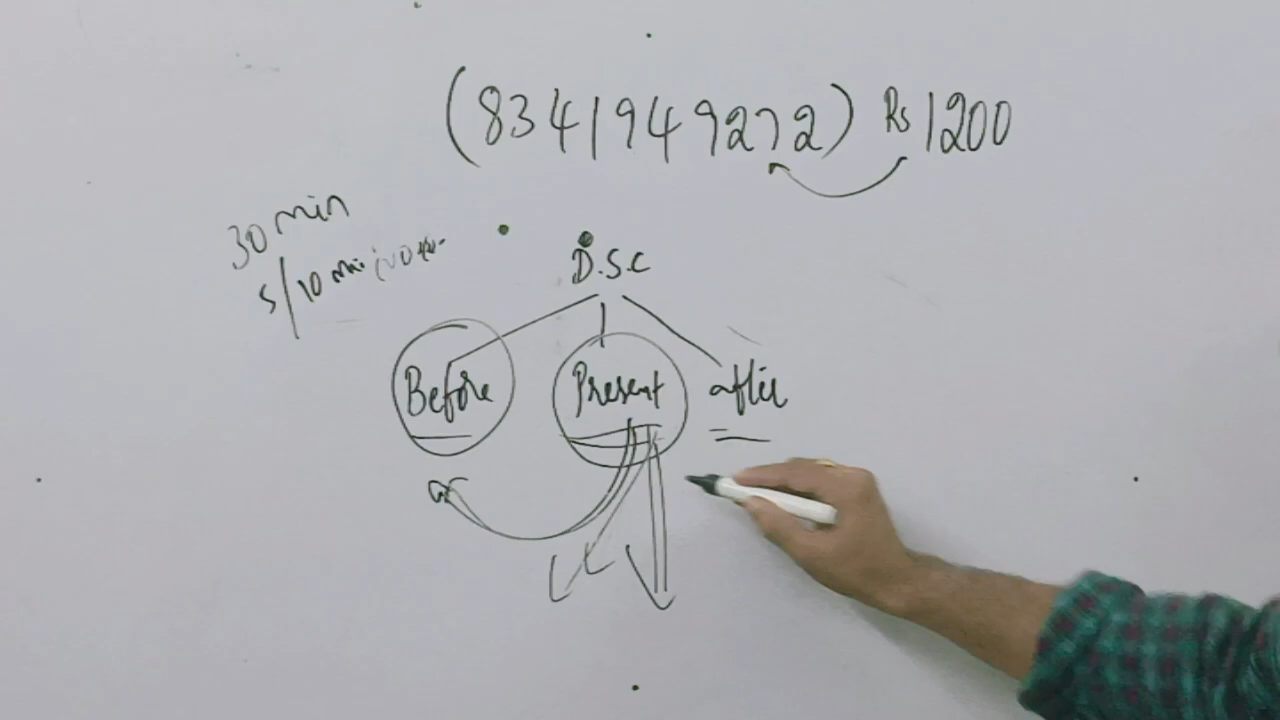 (8341949272) Rs 1200
30 min
5/10 min
D.S.C
Before Present after